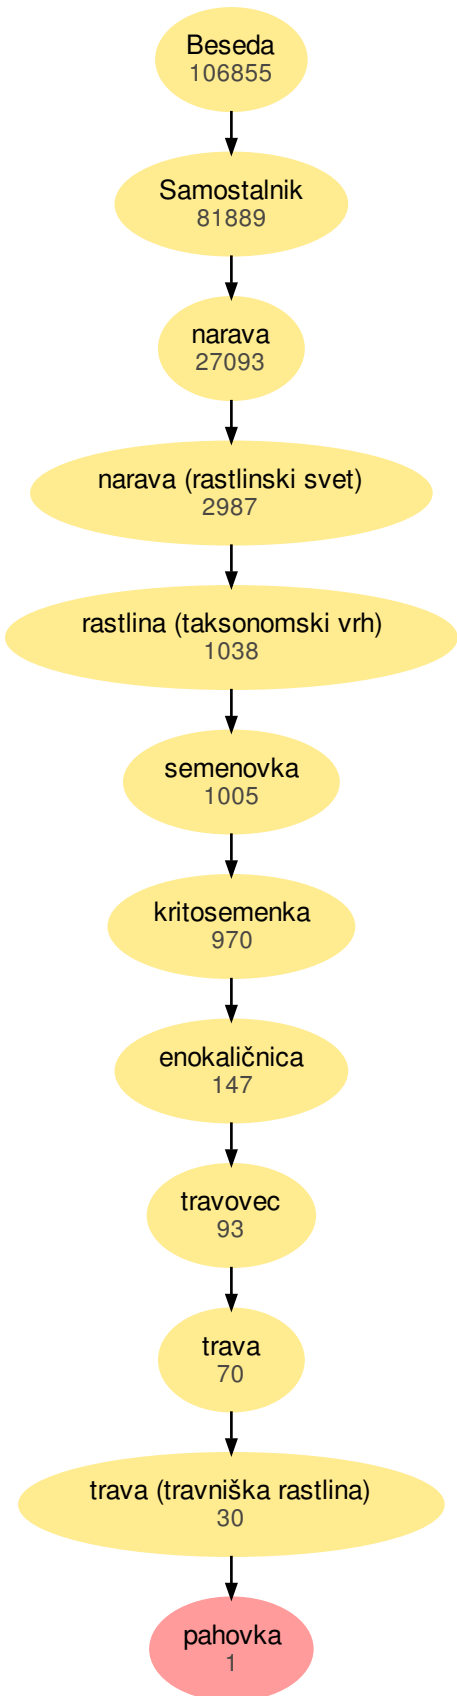 Beseda
106855
Samostalnik
81889
narava
27093
narava (rastlinski svet)
2987
rastlina (taksonomski vrh)
1038
semenovka
1005
kritosemenka
970
enokaličnica
147
travovec
93
trava
70
trava (travniška rastlina)
30
pahovka
1